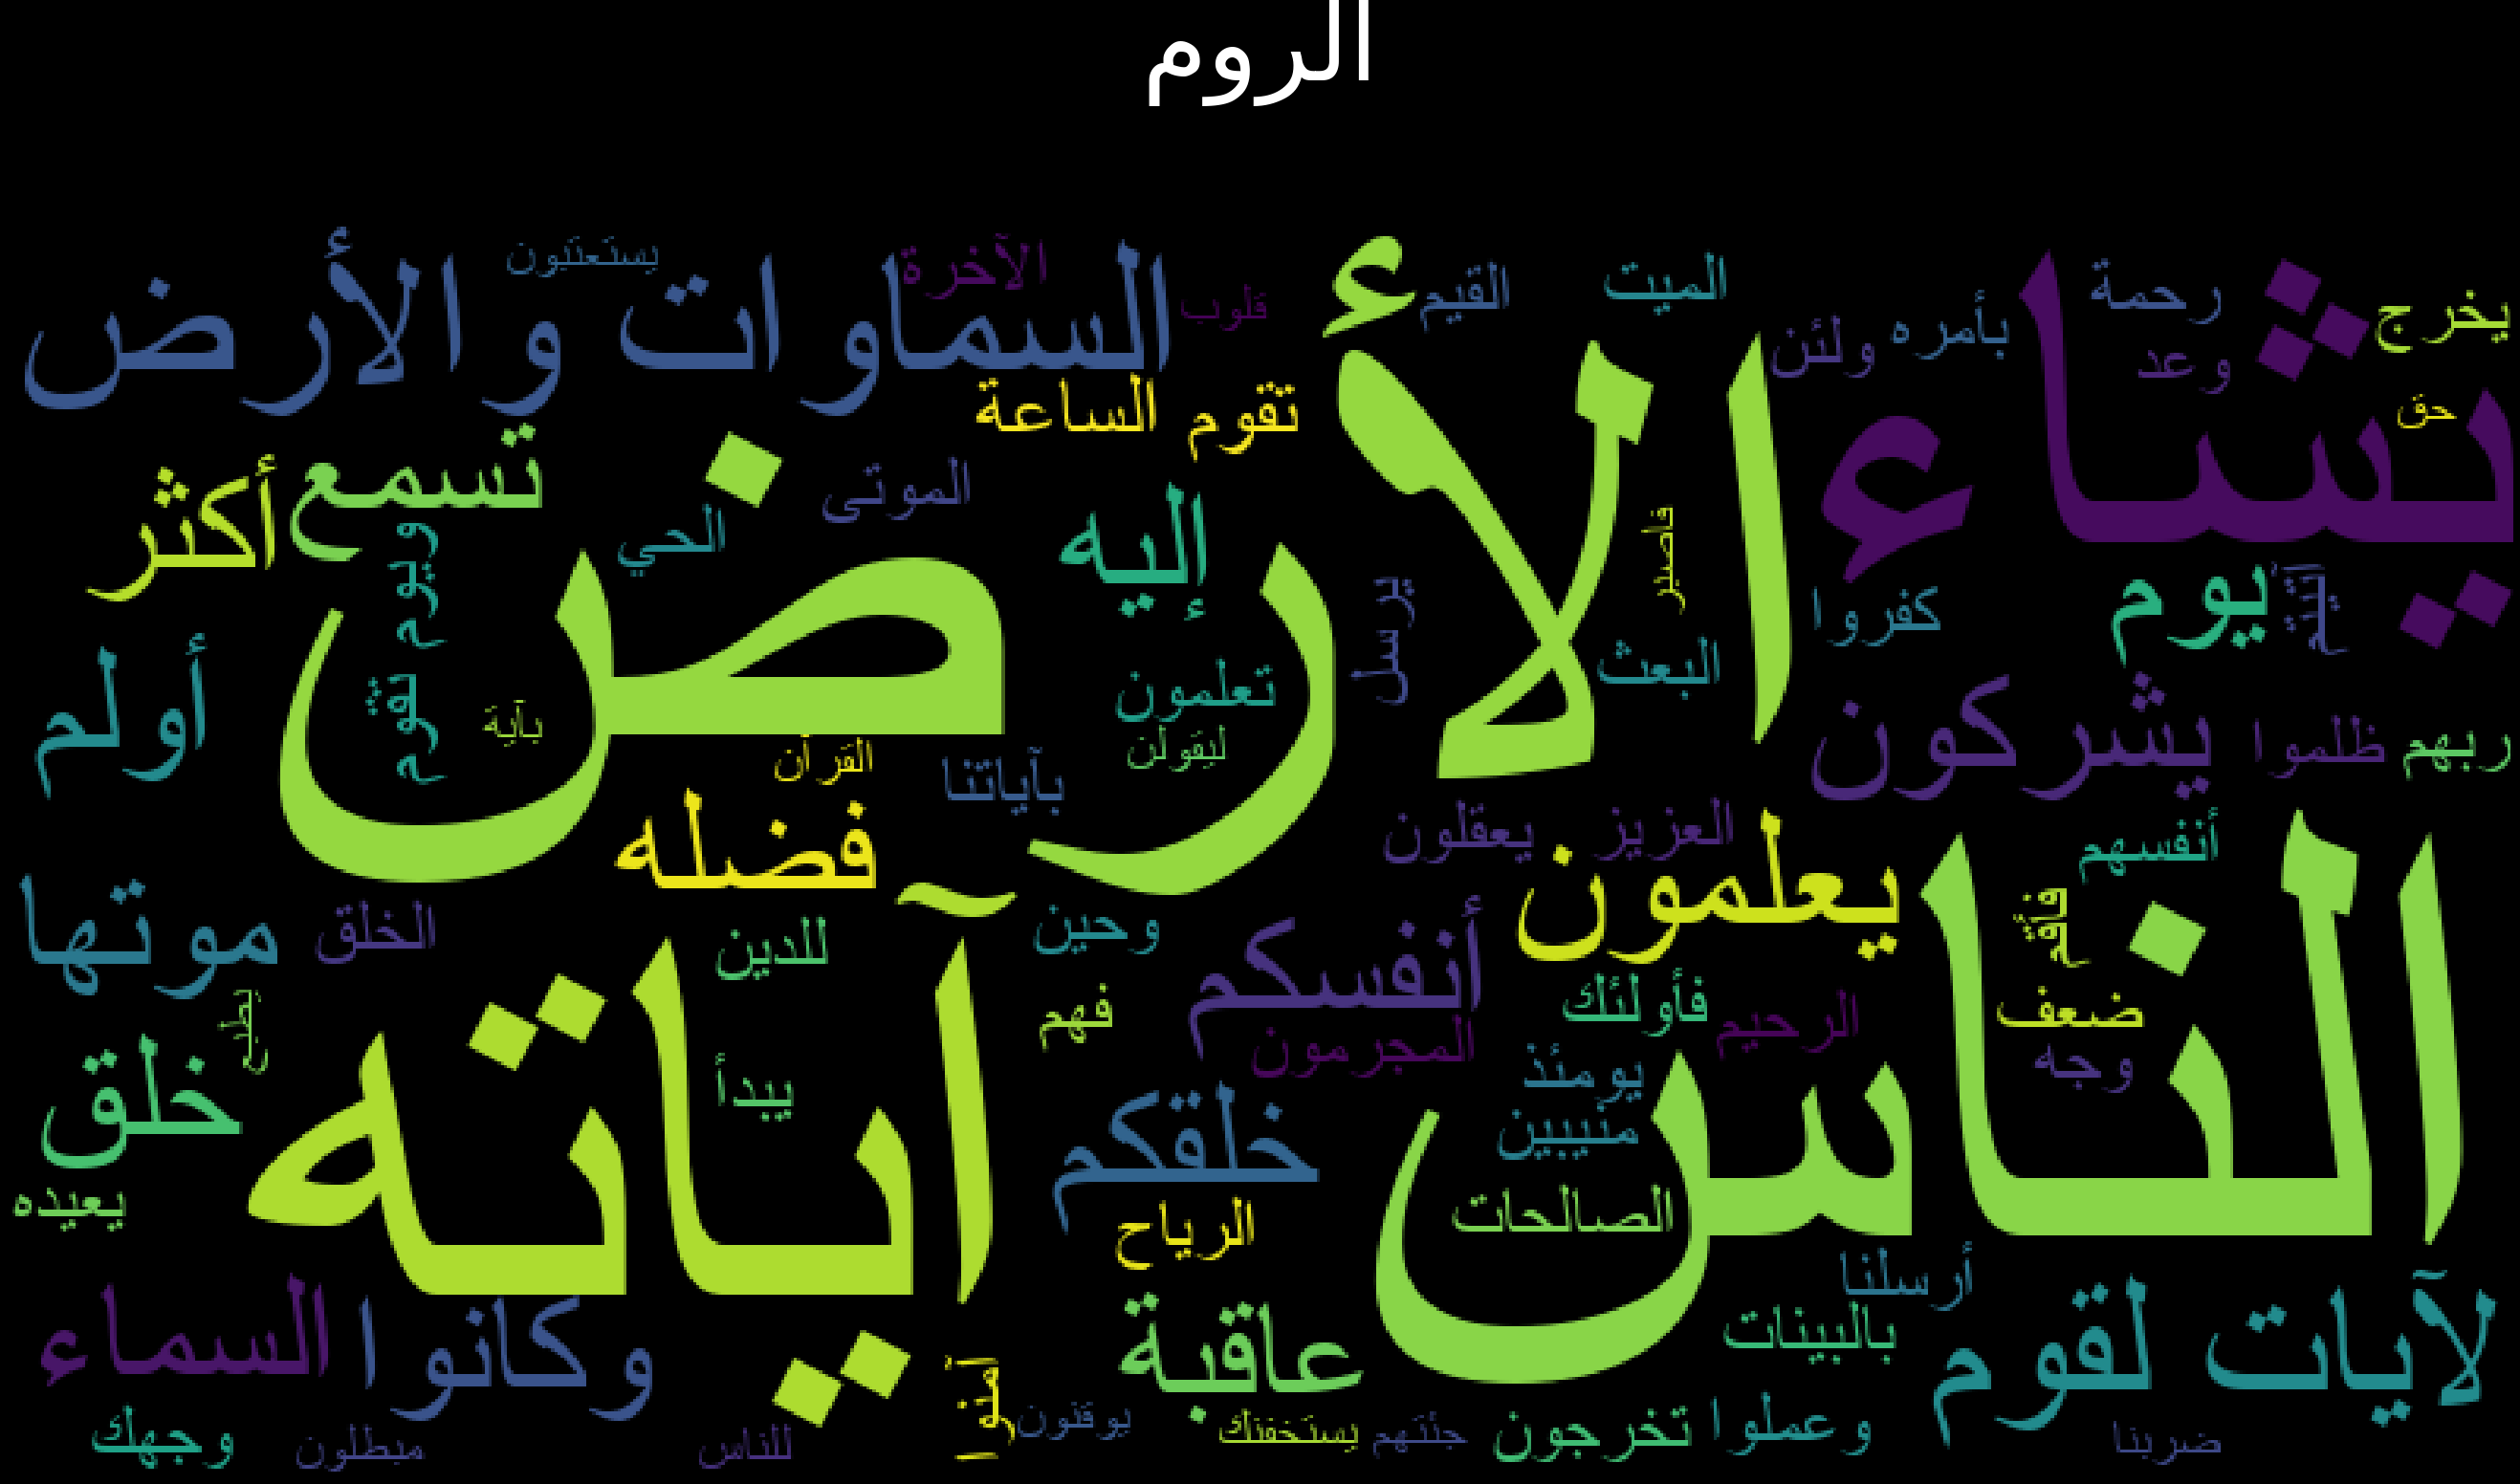 الروم
السماوات والأرض
يستعتبون
الآخرة
قلوب
القيم
الميت
ولئن
بأمره
رحمة
وعد
يخرج
حق
يشاء
الأرض
تقوم الساعة
تسمع
أكثر
الموتى
الحي
إليه
فاصبر
يرسل
كفروا
يوم
ويوم تقوم
أولم
بآية
تعلمون
ليقولن
البعث
يشركون
ظلموا
ربهم
القرآن
بآياتنا
فضله
يعقلون
العزيز
يعلمون
أنفسهم
الناس
موتها
الخلق
للدين
وحين
أنفسكم
فأقم
ضعف
وجه
فهم
فأولئك
الرحيم
المجرمون
يطبع
خلق
آياته
يبدأ
خلقكم
يومئذ
منيبين
الصالحات
يعيده
الرياح
أرسلنا
السماء
وكانوا
عاقبة
بالبينات
لآيات لقوم
آمنوا
وجهك
مبطلون
للناس
يوقنون
يستخفنك
جئتهم
تخرجون
وعملوا
ضربنا